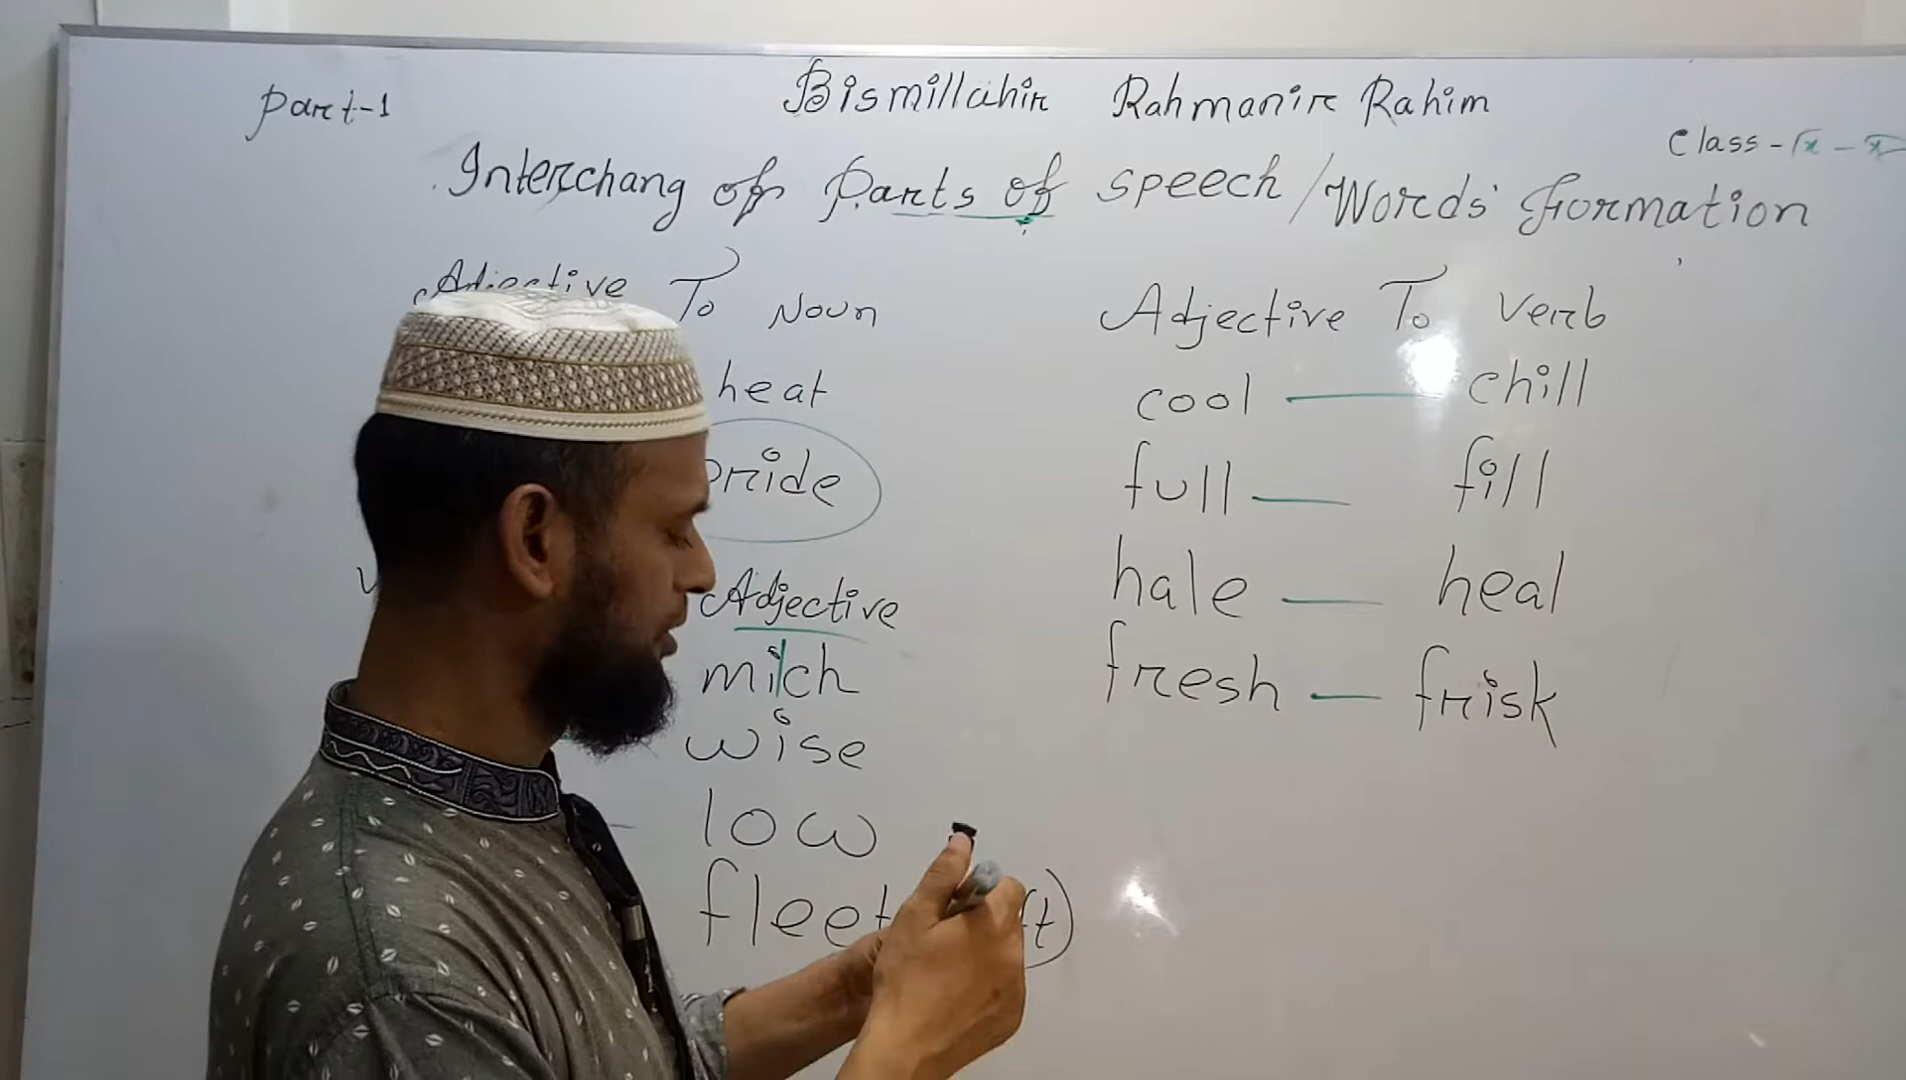 Part-1
Bismillahir Rahmanir Rahim
Class - IX - X
Interchang of Parts of speech / Words Formation
Adjective To Noun
heat
pride
Adjective
milch
wise
low
fleet
Adjective To Verb
cool — chill
full — fill
hale — heal
fresh — frisk